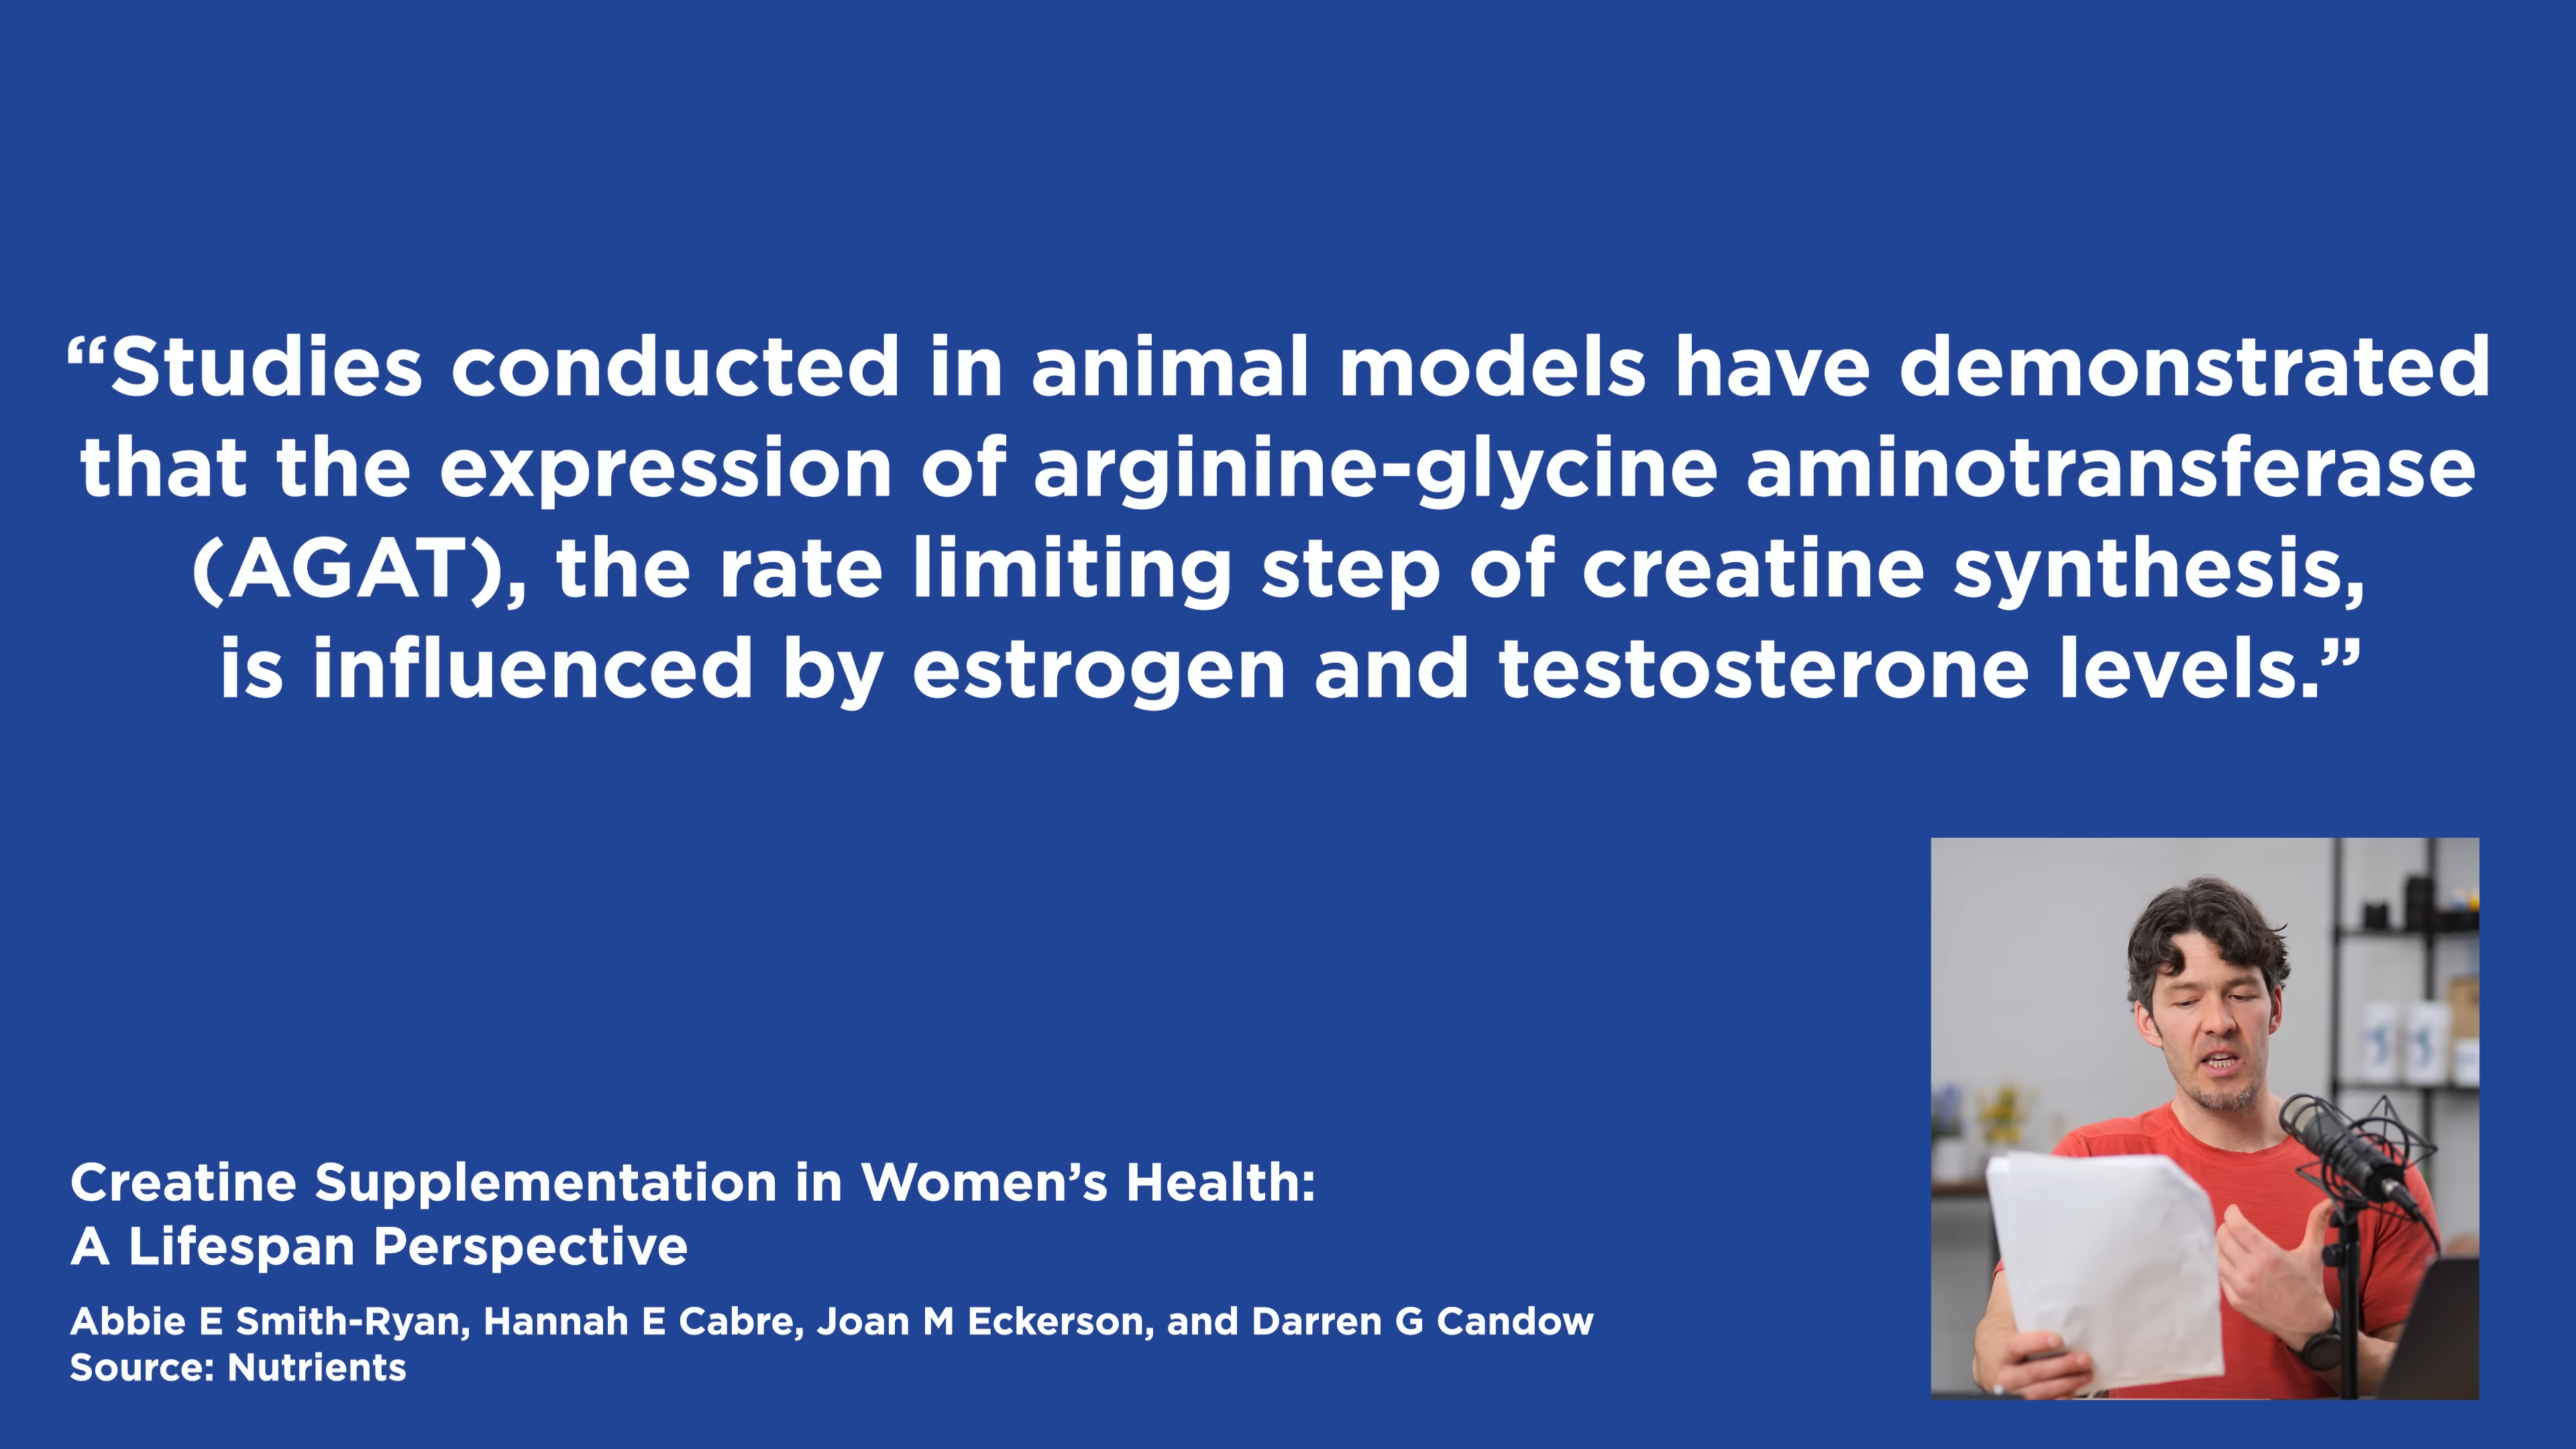 “Studies conducted in animal models have demonstrated
that the expression of arginine-glycine aminotransferase
(AGAT), the rate limiting step of creatine synthesis,
is influenced by estrogen and testosterone levels.”
Creatine Supplementation in Women’s Health:
A Lifespan Perspective
Abbie E Smith-Ryan, Hannah E Cabre, Joan M Eckerson, and Darren G Candow
Source: Nutrients